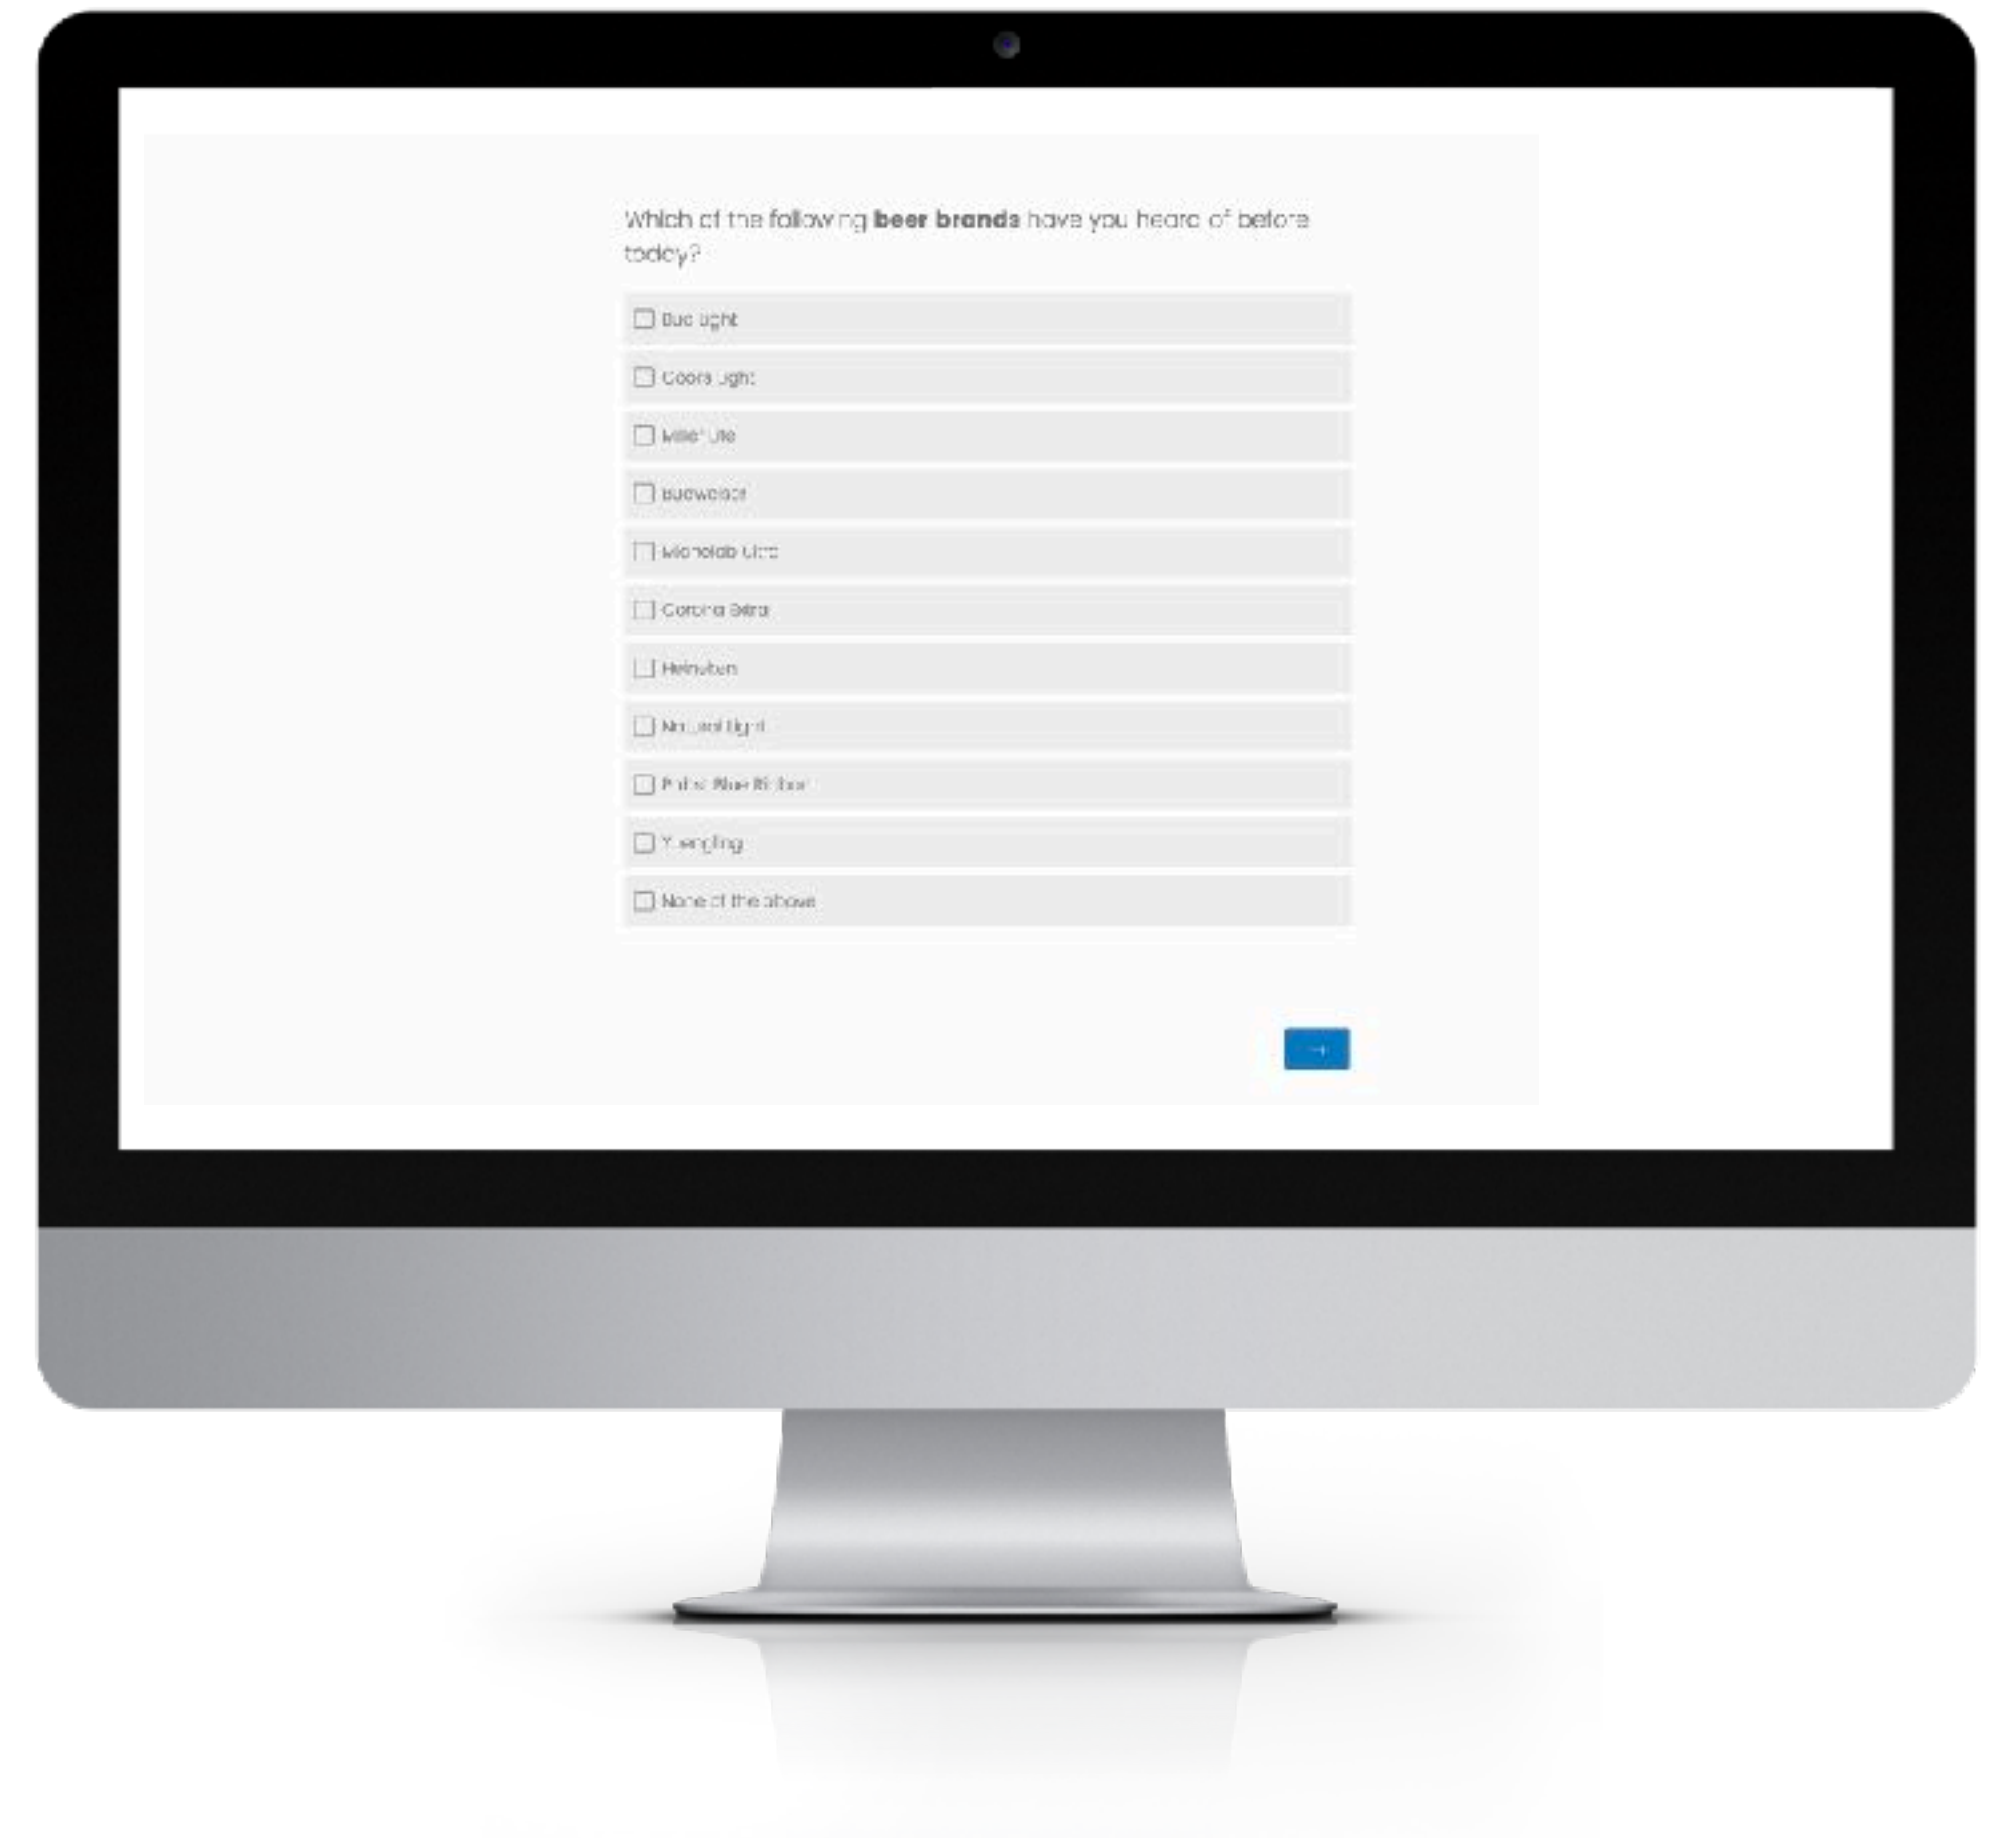 Which of the following beer brands have you heard of before
today?
Bud Light
Coors Light
Miller Lite
Budweiser
Michelob Ultra
Corona Extra
Heineken
Natural Light
Pabst Blue Ribbon
Yuengling
None of the above
→